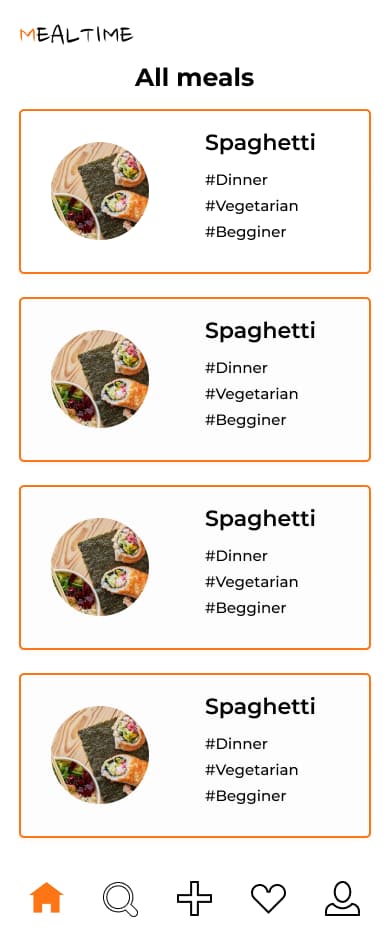 MEALTIME
All meals
Spaghetti
#Dinner
#Vegetarian
#Begginer
Spaghetti
#Dinner
#Vegetarian
#Begginer
Spaghetti
#Dinner
#Vegetarian
#Begginer
Spaghetti
#Dinner
#Vegetarian
#Begginer